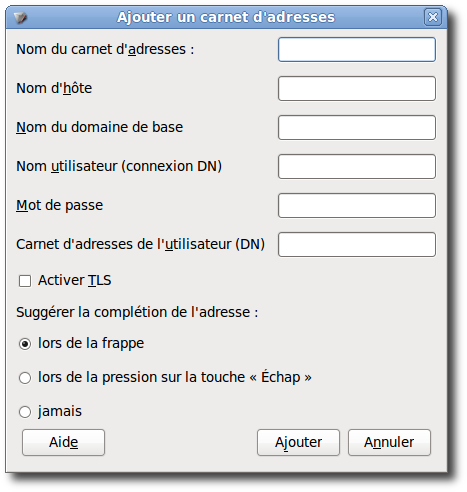 Ajouter un carnet d'adresses
Nom du carnet d'adresses :
Nom d'hôte
Nom du domaine de base
Nom utilisateur (connexion DN)
Mot de passe
Carnet d'adresses de l'utilisateur (DN)
Activer TLS
Suggérer la complétion de l'adresse :
lors de la frappe
lors de la pression sur la touche « Échap »
jamais
Aide Ajouter Annuler